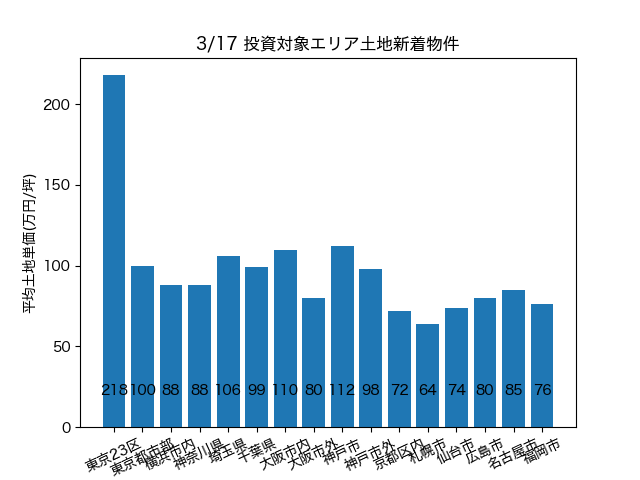 3/17 投資対象エリア土地新着物件
平均土地単価(万円/坪)
200
150
100
50
0
218 100 88 88 106 99 110 80 112 98 72 64 74 80 85 76
東京23区
東京都市部
横浜市内
神奈川県
埼玉県
千葉県
大阪市内
大阪市外
神戸市
神戸市外
京都区内
札幌市
仙台市
広島市
名古屋市
福岡市